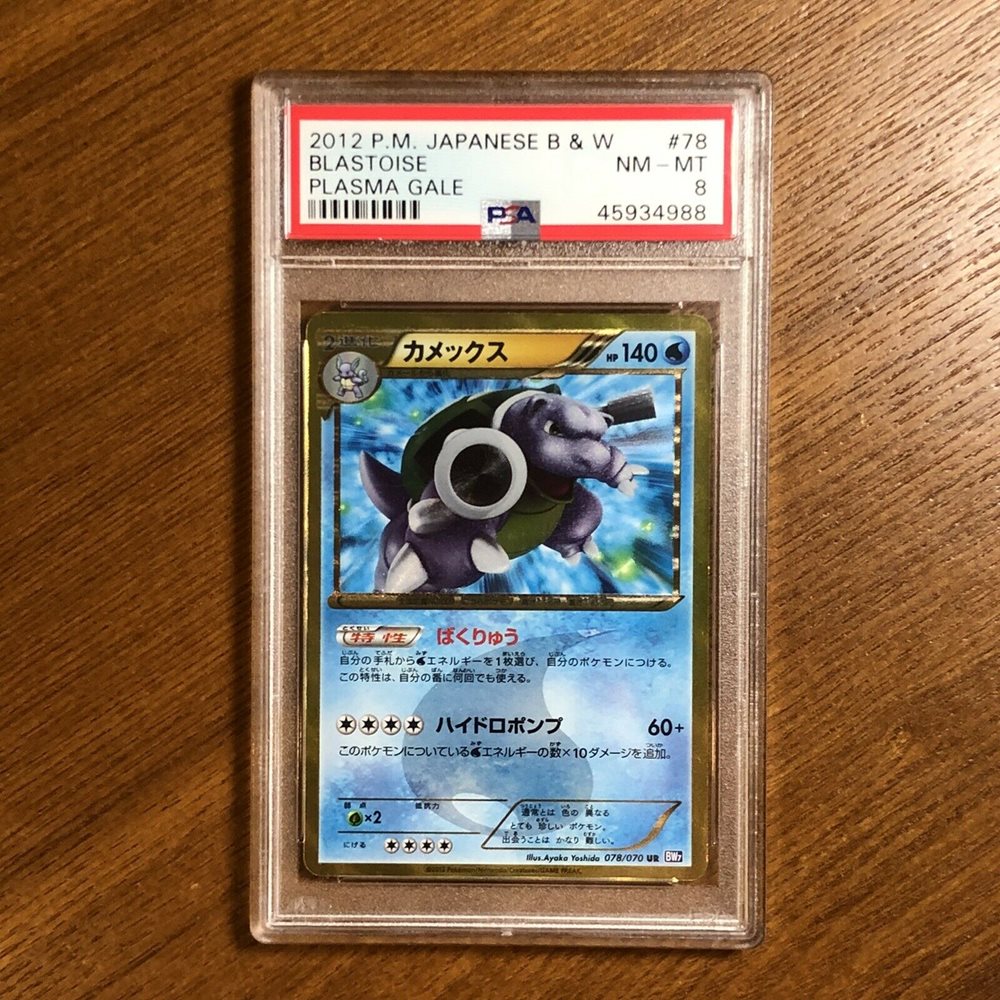 2012 P.M. JAPANESE B & W #78
BLASTOISE NM - MT
PLASMA GALE 8
PSA 45934988
2進化 カメックス HP 140
特性 ばくりゅう
自分の手札から エネルギーを1枚選び、自分のポケモンにつける。
この特性は、自分の番に何回でも使える。
ハイドロポンプ 60+
このポケモンについている エネルギーの数×10ダメージを追加。
弱点 抵抗力
×2
にげる
通常とは 色の 異なる
とても 珍しい ポケモン。
出会うことは かなり 難しい。
Illus. Ayaka Yoshida 078/070 UR BW7
©2012 Pokémon/Nintendo/Creatures/GAME FREAK.